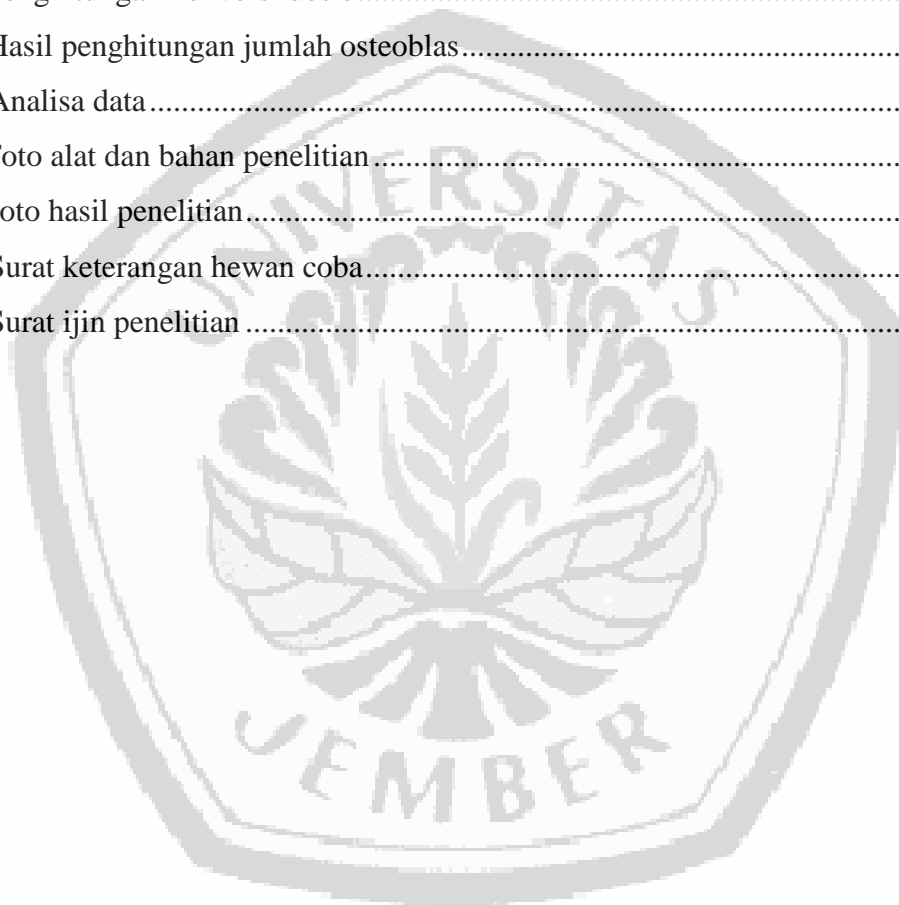 Hasil penghitungan jumlah osteoblas
Analisa data
Foto alat dan bahan penelitian
Foto hasil penelitian
Surat keterangan hewan coba
Surat ijin penelitian
UNIVERSITAS
JEMBER